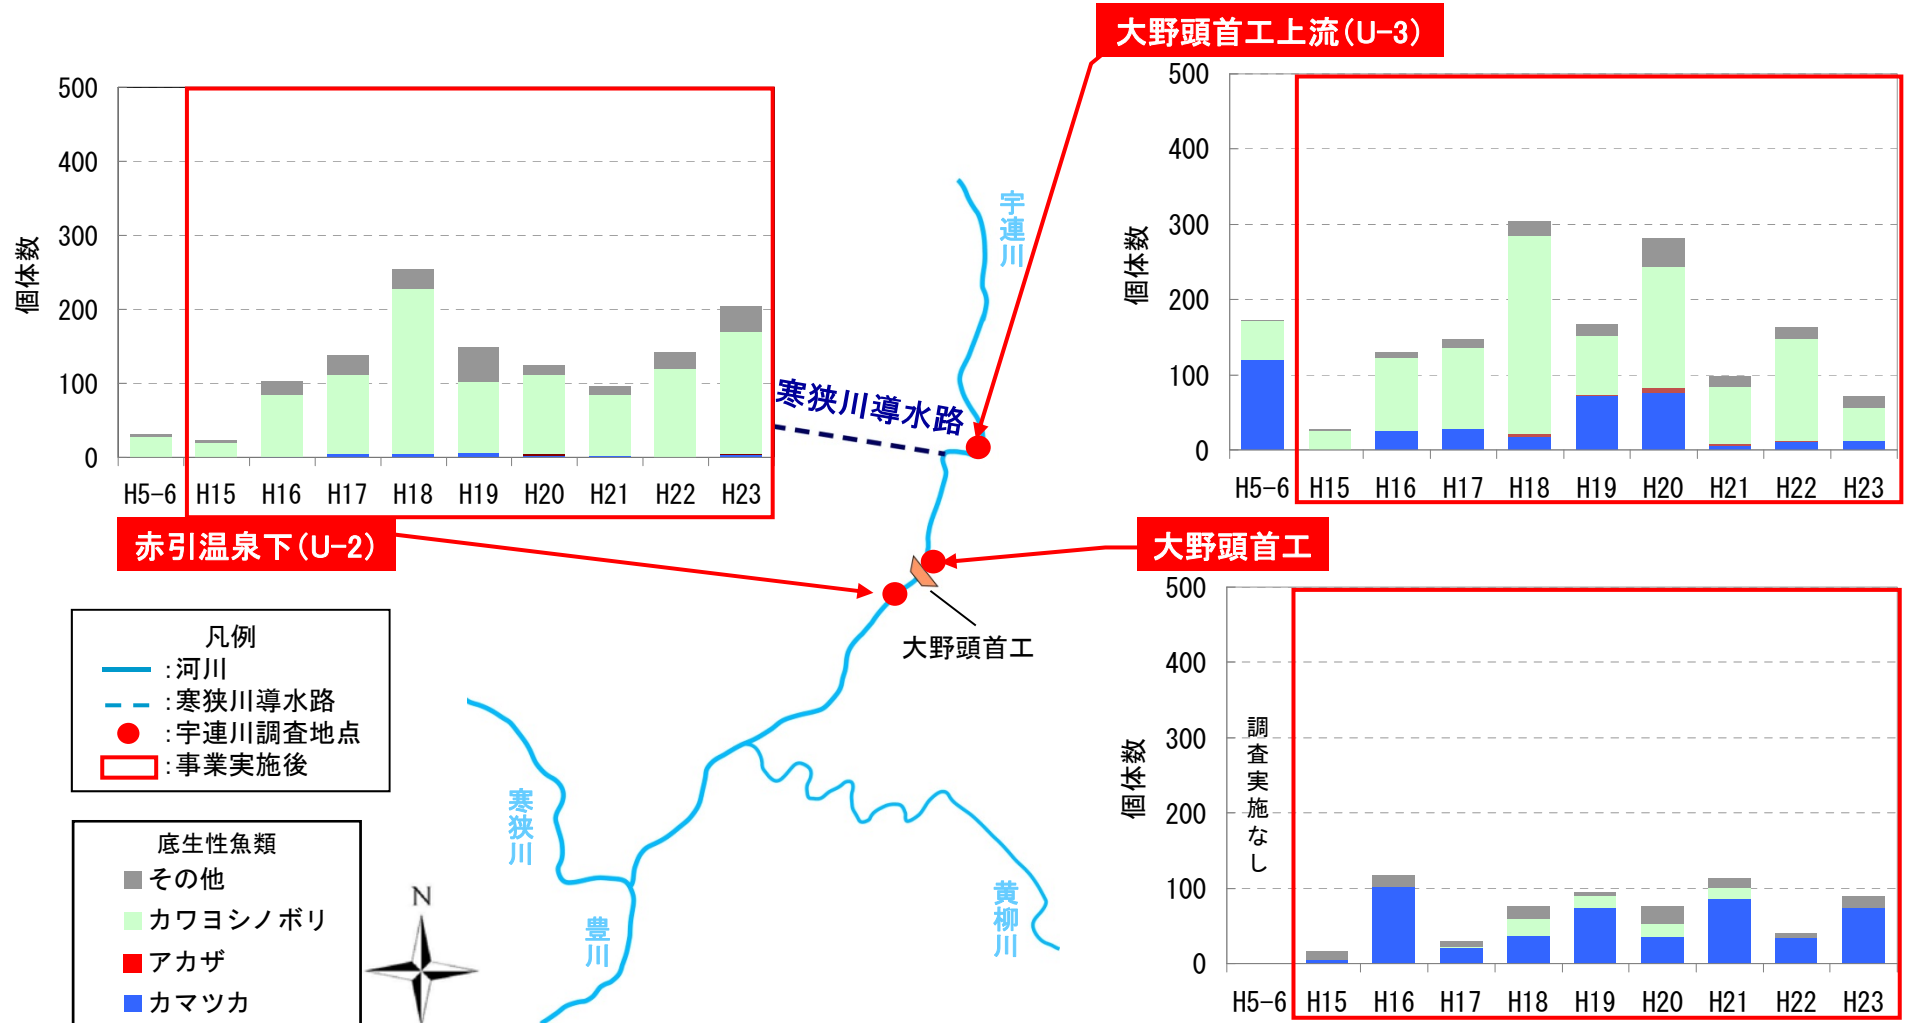 大野頭首工上流(U-3)
500
400
300
200
100
0
個体数
H5-6 H15 H16 H17 H18 H19 H20 H21 H22 H23
赤引温泉下(U-2)
500
400
300
200
100
0
個体数
H5-6 H15 H16 H17 H18 H19 H20 H21 H22 H23
宇連川
寒狭川導水路
大野頭首工
大野頭首工
500
400
300
200
100
0
個体数
調査実施なし
H5-6 H15 H16 H17 H18 H19 H20 H21 H22 H23
凡例
:河川
:寒狭川導水路
:宇連川調査地点
:事業実施後
寒狭川
豊川
黄柳川
底生性魚類
その他
カワヨシノボリ
アカザ
カマツカ
N